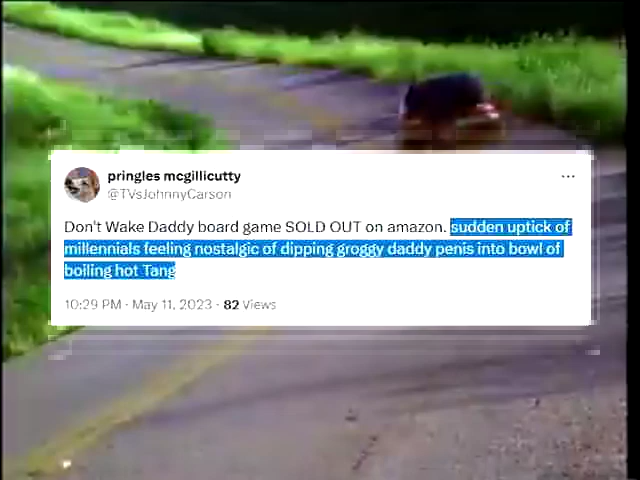 pringles mcgillicutty
@TVsJohnnyCarson
Don't Wake Daddy board game SOLD OUT on amazon. sudden uptick of
millennials feeling nostalgic of dipping groggy daddy penis into bowl of
boiling hot Tang
10:29 PM · May 11, 2023 · 82 Views